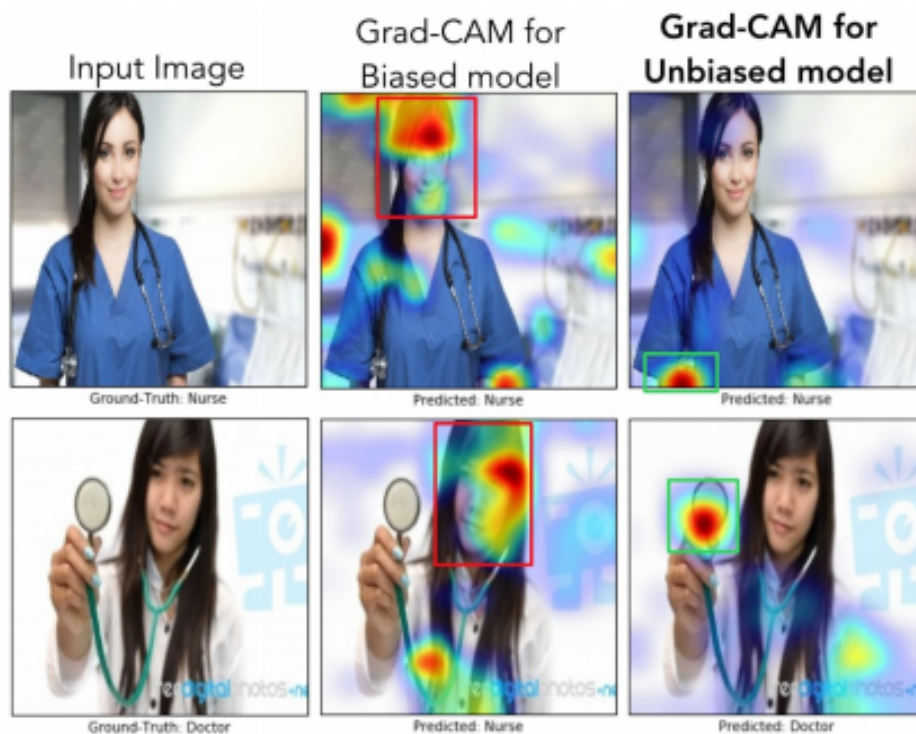 Input Image
Grad-CAM for
Biased model
Grad-CAM for
Unbiased model
Ground-Truth: Nurse
Predicted: Nurse
Predicted: Nurse
Ground-Truth: Doctor
Predicted: Nurse
Predicted: Doctor